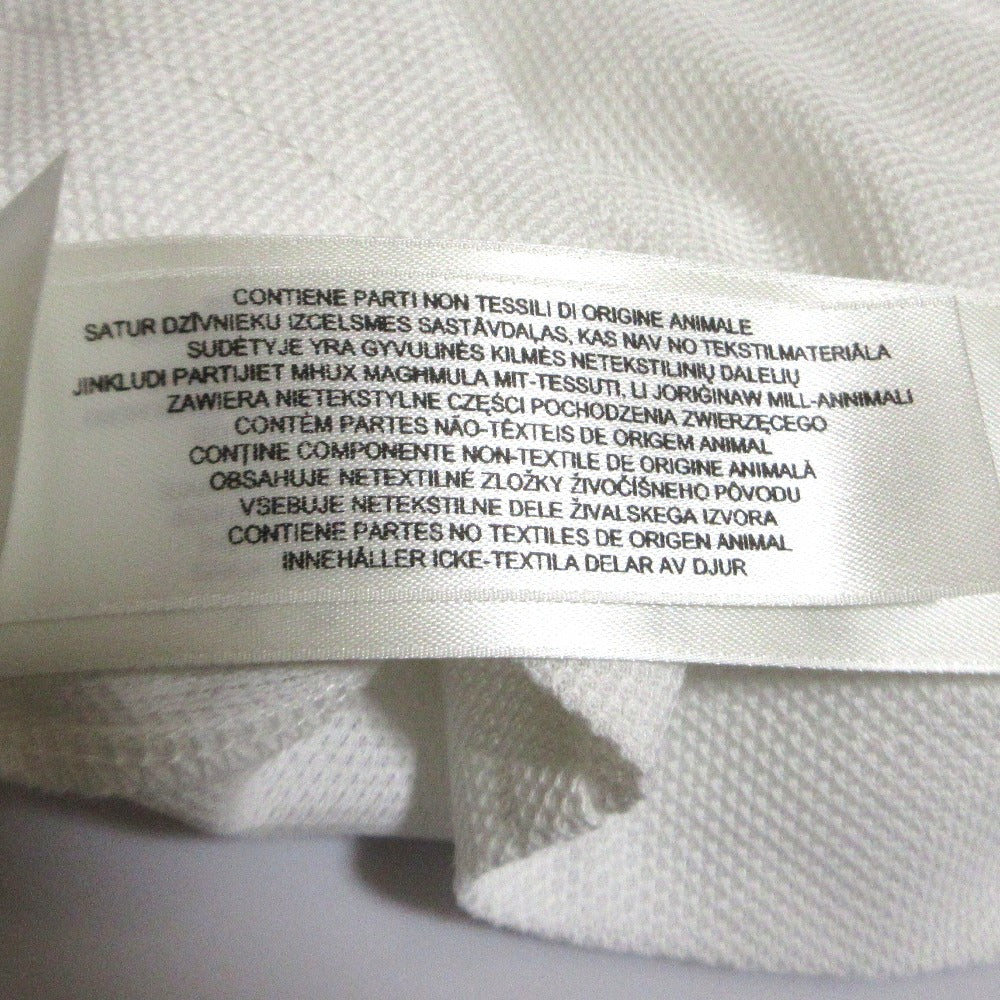 CONTIENE PARTI NON TESSILI DI ORIGINE ANIMALE
SATUR DZĪVNIEKU IZCELSMES SASTĀVDAĻAS, KAS NAV NO TEKSTILMATERIĀLA
SUDĖTYJE YRA GYVULINĖS KILMĖS NETEKSTILINIŲ DALELIŲ
JINKLUDI PARTIJIET MHUX MAGHMULA MIT-TESSUTI, LI JORIĠINAW MILL-ANNIMALI
ZAWIERA NIETEKSTYLNE CZĘŚCI POCHODZENIA ZWIERZĘCEGO
CONTÉM PARTES NÃO-TÊXTEIS DE ORIGEM ANIMAL
CONȚINE COMPONENTE NON-TEXTILE DE ORIGINE ANIMALĂ
OBSAHUJE NETEXTILNÉ ZLOŽKY ŽIVOČÍŠNEHO PÔVODU
VSEBUJE NETEKSTILNE DELE ŽIVALSKEGA IZVORA
CONTIENE PARTES NO TEXTILES DE ORIGEN ANIMAL
INNEHÅLLER ICKE-TEXTILA DELAR AV DJUR